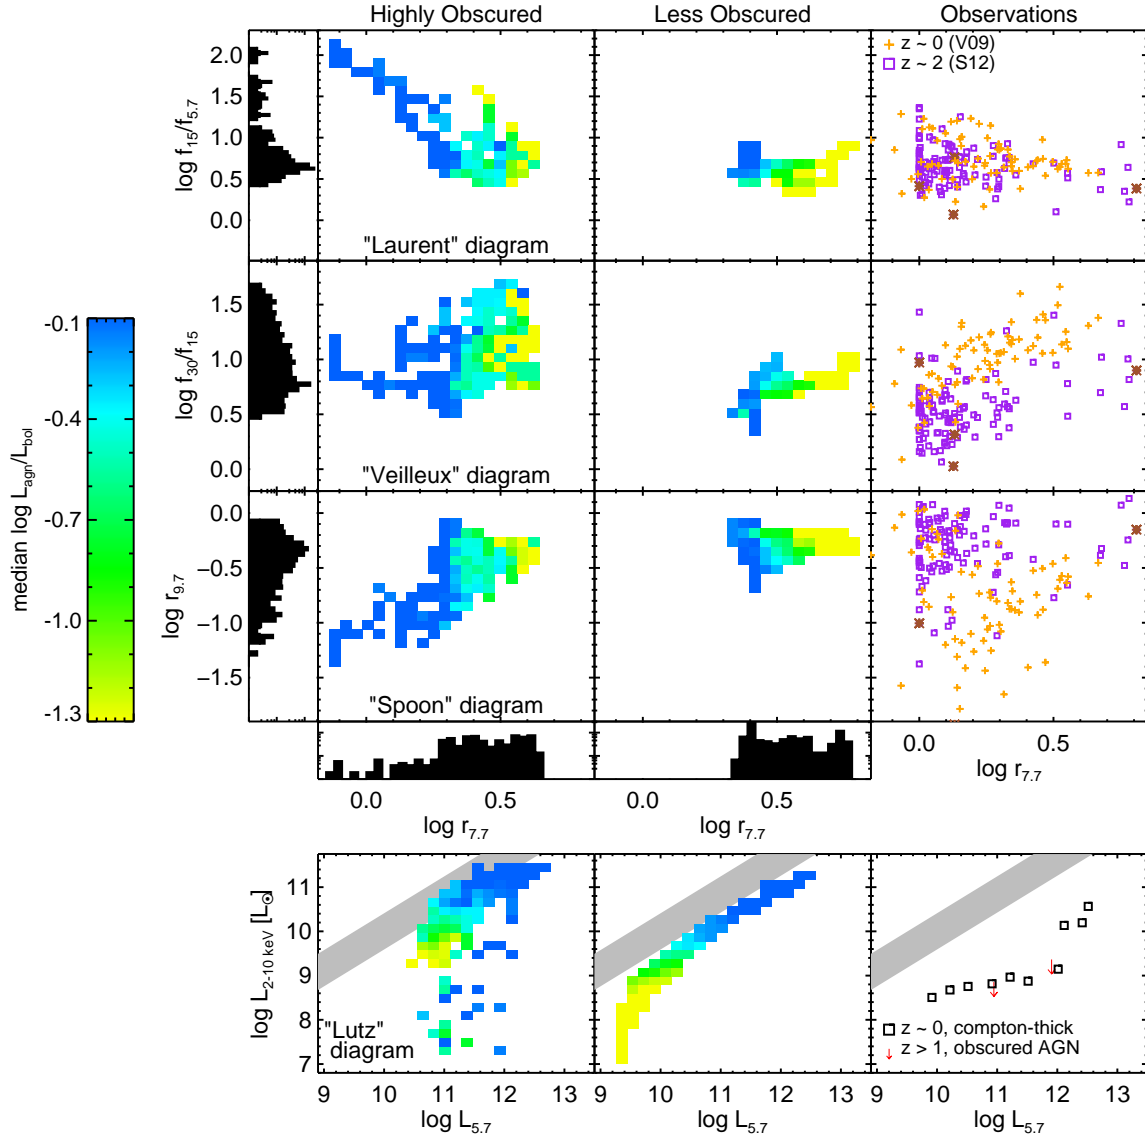 Highly Obscured Less Obscured Observations
2.0
1.5
1.0
0.5
0.0
log f15/f5.7
"Laurent" diagram
+ z ~ 0 (V09)
z ~ 2 (S12)
1.5
1.0
0.5
0.0
log f30/f15
"Veilleux" diagram
-0.1
-0.4
-0.7
-1.0
-1.3
median log Lagn/Lbol
0.0
−0.5
−1.0
−1.5
log r9.7
"Spoon" diagram
0.0 0.5
log r7.7
0.0 0.5 0.0 0.5
log r7.7 log r7.7
11
10
9
8
7
log L2-10 keV [L⊙]
"Lutz"
diagram
z ~ 0, compton-thick
↓ z > 1, obscured AGN
9 10 11 12 13 9 10 11 12 13 9 10 11 12 13
log L5.7 log L5.7 log L5.7